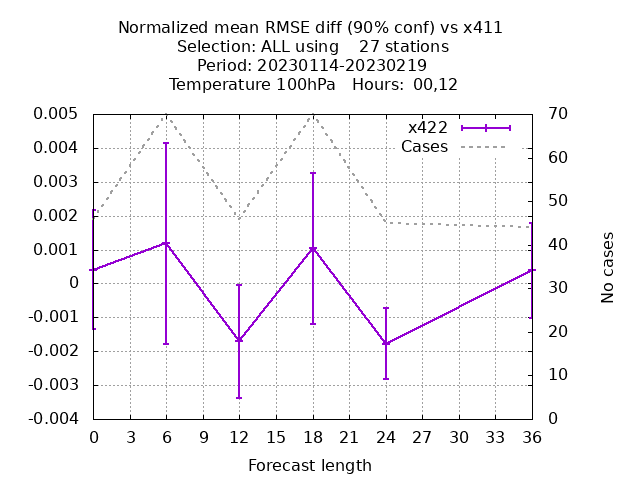 Normalized mean RMSE diff (90% conf) vs x411
Selection: ALL using    27 stations
Period: 20230114-20230219
Temperature 100hPa   Hours:  00,12
x422
Cases
0.005
0.004
0.003
0.002
0.001
0
-0.001
-0.002
-0.003
-0.004
70
60
50
40
30
20
10
0
No cases
0 3 6 9 12 15 18 21 24 27 30 33 36
Forecast length